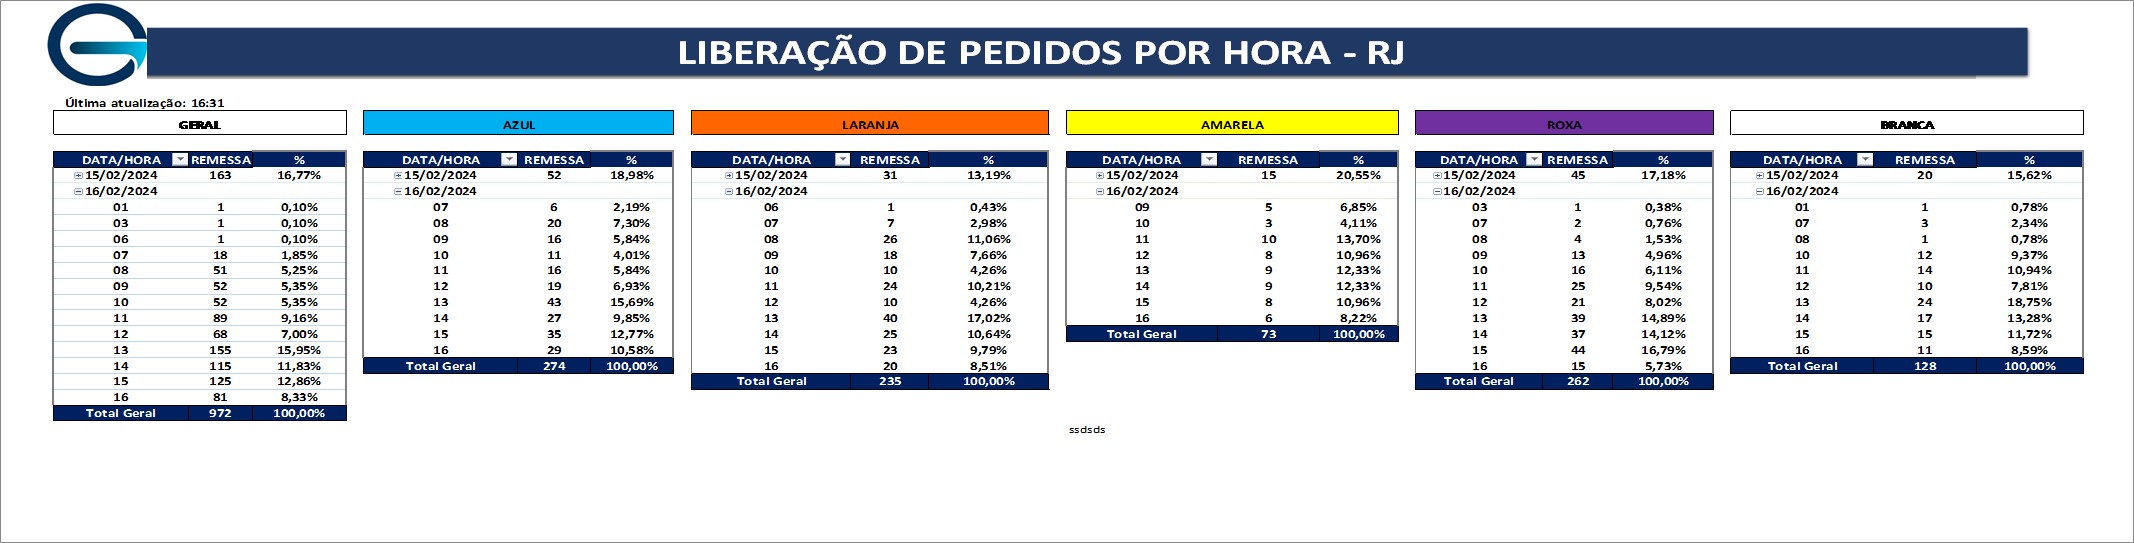 LIBERAÇÃO DE PEDIDOS POR HORA - RJ
Última atualização: 16:31
GERAL
DATA/HORA REMESSA %
15/02/2024 163 16,77%
16/02/2024
01 1 0,10%
03 1 0,10%
06 1 0,10%
07 18 1,85%
08 51 5,25%
09 52 5,35%
10 52 5,35%
11 89 9,16%
12 68 7,00%
13 155 15,95%
14 115 11,83%
15 125 12,86%
16 81 8,33%
Total Geral 972 100,00%
AZUL
DATA/HORA REMESSA %
15/02/2024 52 18,98%
16/02/2024
07 6 2,19%
08 20 7,30%
09 16 5,84%
10 11 4,01%
11 16 5,84%
12 19 6,93%
13 43 15,69%
14 27 9,85%
15 35 12,77%
16 29 10,58%
Total Geral 274 100,00%
LARANJA
DATA/HORA REMESSA %
15/02/2024 31 13,19%
16/02/2024
06 1 0,43%
07 7 2,98%
08 26 11,06%
09 18 7,66%
10 10 4,26%
11 24 10,21%
12 10 4,26%
13 40 17,02%
14 25 10,64%
15 23 9,79%
16 20 8,51%
Total Geral 235 100,00%
AMARELA
DATA/HORA REMESSA %
15/02/2024 15 20,55%
16/02/2024
09 5 6,85%
10 3 4,11%
11 10 13,70%
12 8 10,96%
13 9 12,33%
14 9 12,33%
15 8 10,96%
16 6 8,22%
Total Geral 73 100,00%
ROXA
DATA/HORA REMESSA %
15/02/2024 45 17,18%
16/02/2024
03 1 0,38%
07 2 0,76%
08 4 1,53%
09 13 4,96%
10 16 6,11%
11 25 9,54%
12 21 8,02%
13 39 14,89%
14 37 14,12%
15 44 16,79%
16 15 5,73%
Total Geral 262 100,00%
BRANCA
DATA/HORA REMESSA %
15/02/2024 20 15,62%
16/02/2024
01 1 0,78%
07 3 2,34%
08 1 0,78%
10 12 9,37%
11 14 10,94%
12 10 7,81%
13 24 18,75%
14 17 13,28%
15 15 11,72%
16 11 8,59%
Total Geral 128 100,00%
ssdsds